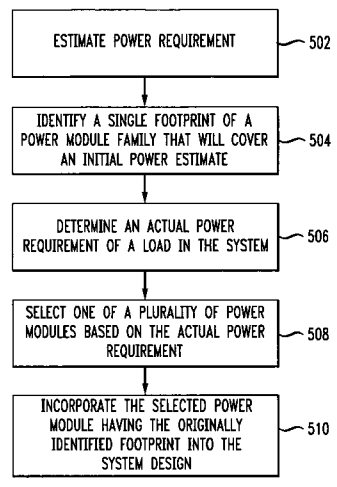 ESTIMATE POWER REQUIREMENT
502
IDENTIFY A SINGLE FOOTPRINT OF A
POWER MODULE FAMILY THAT WILL COVER
AN INITIAL POWER ESTIMATE
504
DETERMINE AN ACTUAL POWER
REQUIREMENT OF A LOAD IN THE SYSTEM
506
SELECT ONE OF A PLURALITY OF POWER
MODULES BASED ON THE ACTUAL POWER
REQUIREMENT
508
INCORPORATE THE SELECTED POWER
MODULE HAVING THE ORIGINALLY
IDENTIFIED FOOTPRINT INTO THE
SYSTEM DESIGN
510